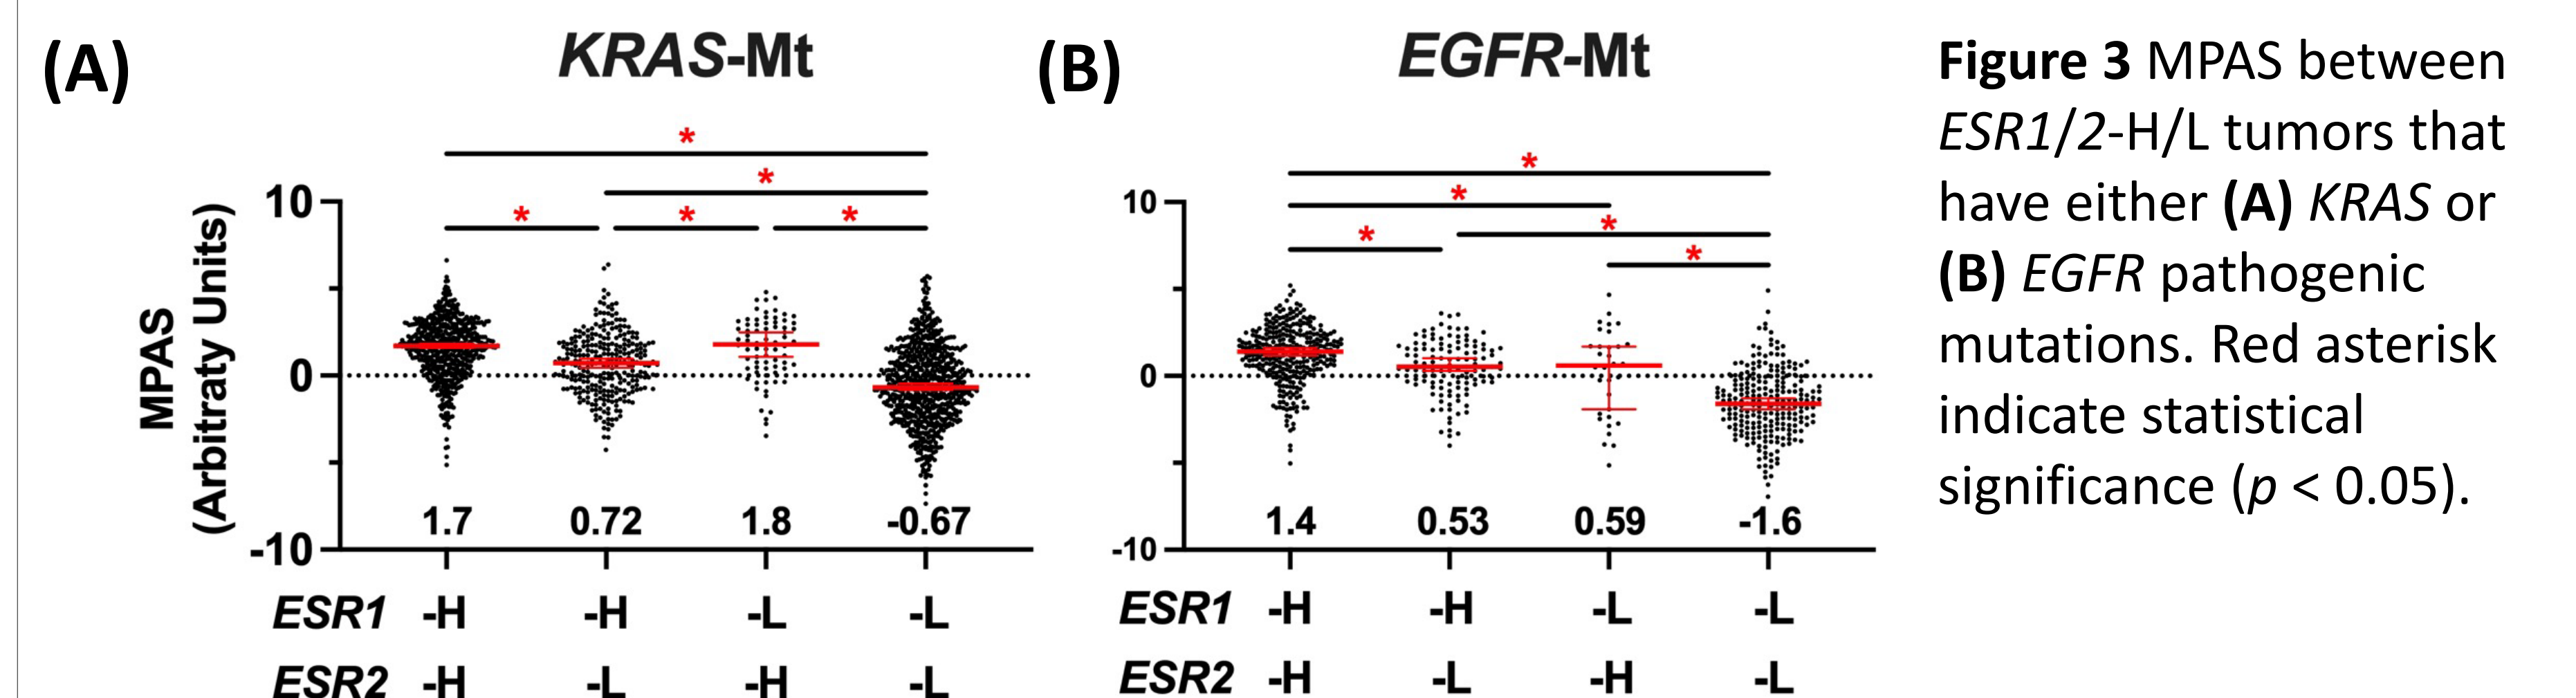 (A)
KRAS-Mt
*
*
* * *
MPAS
(Arbitraty Units)
10
0
-10
1.7 0.72 1.8 -0.67
ESR1 -H -H -L -L
ESR2 -H -L -H -L
(B)
EGFR-Mt
*
*
*
*
*
10
0
-10
1.4 0.53 0.59 -1.6
ESR1 -H -H -L -L
ESR2 -H -L -H -L
Figure 3 MPAS between
ESR1/2-H/L tumors that
have either (A) KRAS or
(B) EGFR pathogenic
mutations. Red asterisk
indicate statistical
significance (p < 0.05).